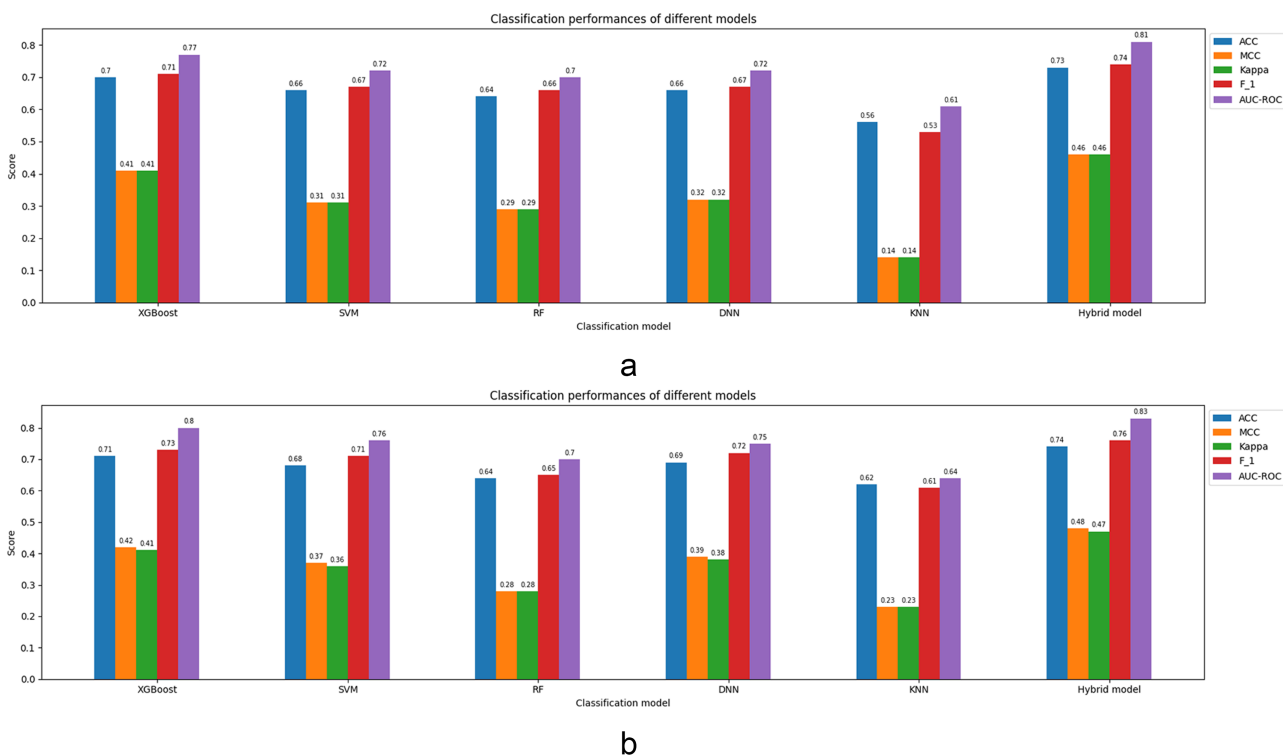 Classification performances of different models
Score
0.8
0.7
0.6
0.5
0.4
0.3
0.2
0.1
0.0
0.7 0.41 0.41 0.71 0.77
0.66 0.31 0.31 0.67 0.72
0.64 0.29 0.29 0.66 0.7
0.66 0.32 0.32 0.67 0.72
0.56 0.14 0.14 0.53 0.61
0.73 0.46 0.46 0.74 0.81
ACC
MCC
Kappa
F_1
AUC-ROC
XGBoost SVM RF DNN KNN Hybrid model
Classification model
a
Classification performances of different models
Score
0.8
0.7
0.6
0.5
0.4
0.3
0.2
0.1
0.0
0.71 0.42 0.41 0.73 0.8
0.68 0.37 0.36 0.71 0.76
0.64 0.28 0.28 0.65 0.7
0.69 0.39 0.38 0.72 0.75
0.62 0.23 0.23 0.61 0.64
0.74 0.48 0.47 0.76 0.83
ACC
MCC
Kappa
F_1
AUC-ROC
XGBoost SVM RF DNN KNN Hybrid model
Classification model
b